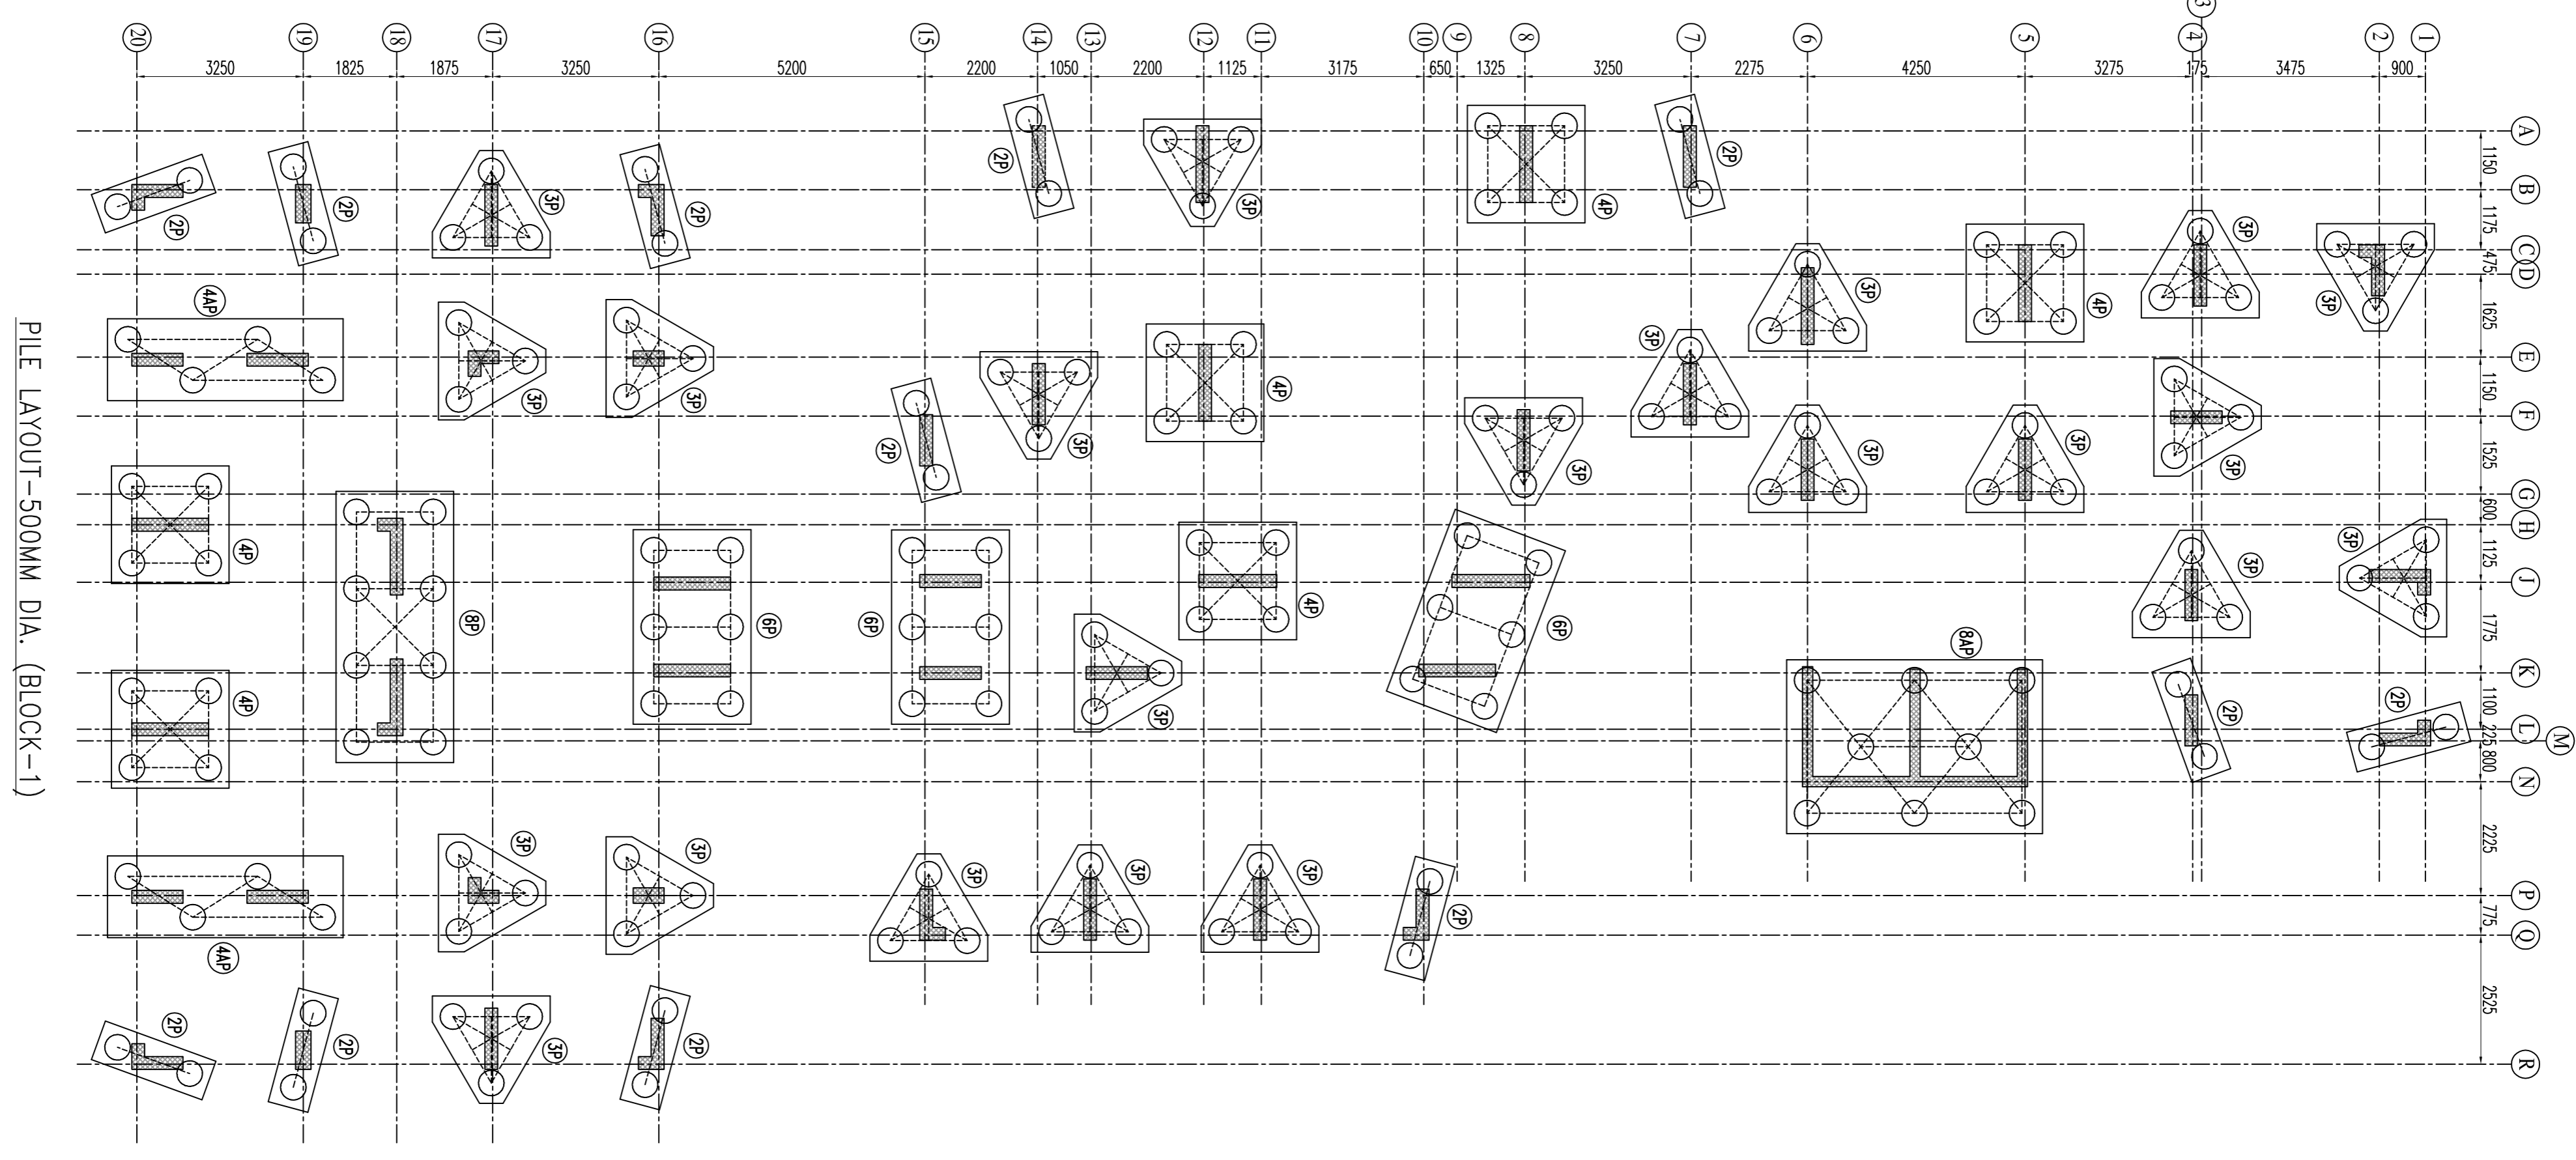 3
20 19 18 17 16 15 14 13 12 11 10 9 8 7 6 5 4 2 1
3250 1825 1875 3250 5200 2200 1050 2200 1125 3175 650 1325 3250 2275 4250 3275 175 3475 900
A
1150
B
1175
C
475
D
1625
E
1150
F
1525
G
600
H
1125
J
1775
K
1100
L
225
M
800
N
2225
P
775
Q
2525
R
2P 2P 3P 2P 2P 3P 4P 2P
3P 4P 3P 3P
4AP 3P 3P 2P 3P 4P 3P 3P 3P 3P 3P 3P
4P 8P 6P 6P 4P 3P 6P 3P 3P
4P 8AP 2P 2P
4AP 3P 3P 3P 3P 3P 2P
2P 2P 3P 2P
PILE LAYOUT-500MM DIA. (BLOCK-1)